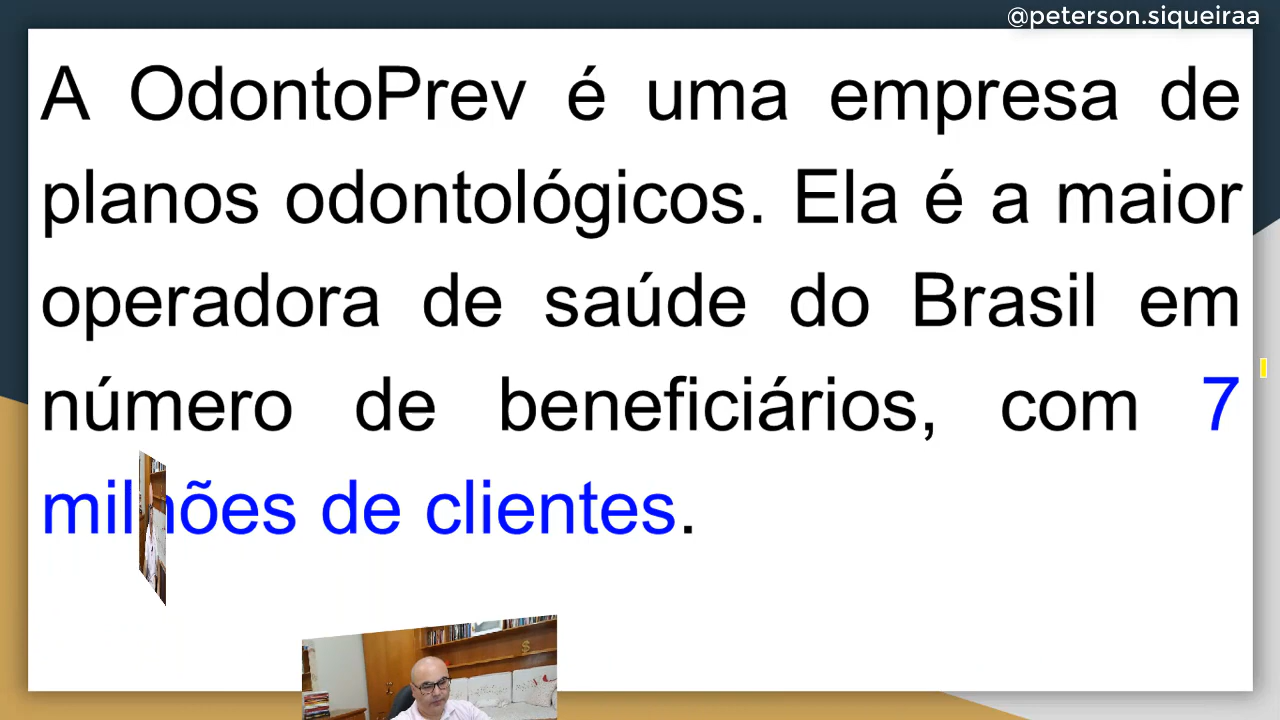 @peterson.siqueiraa
A OdontoPrev é uma empresa de
planos odontológicos. Ela é a maior
operadora de saúde do Brasil em
número de beneficiários, com 7
milhões de clientes.